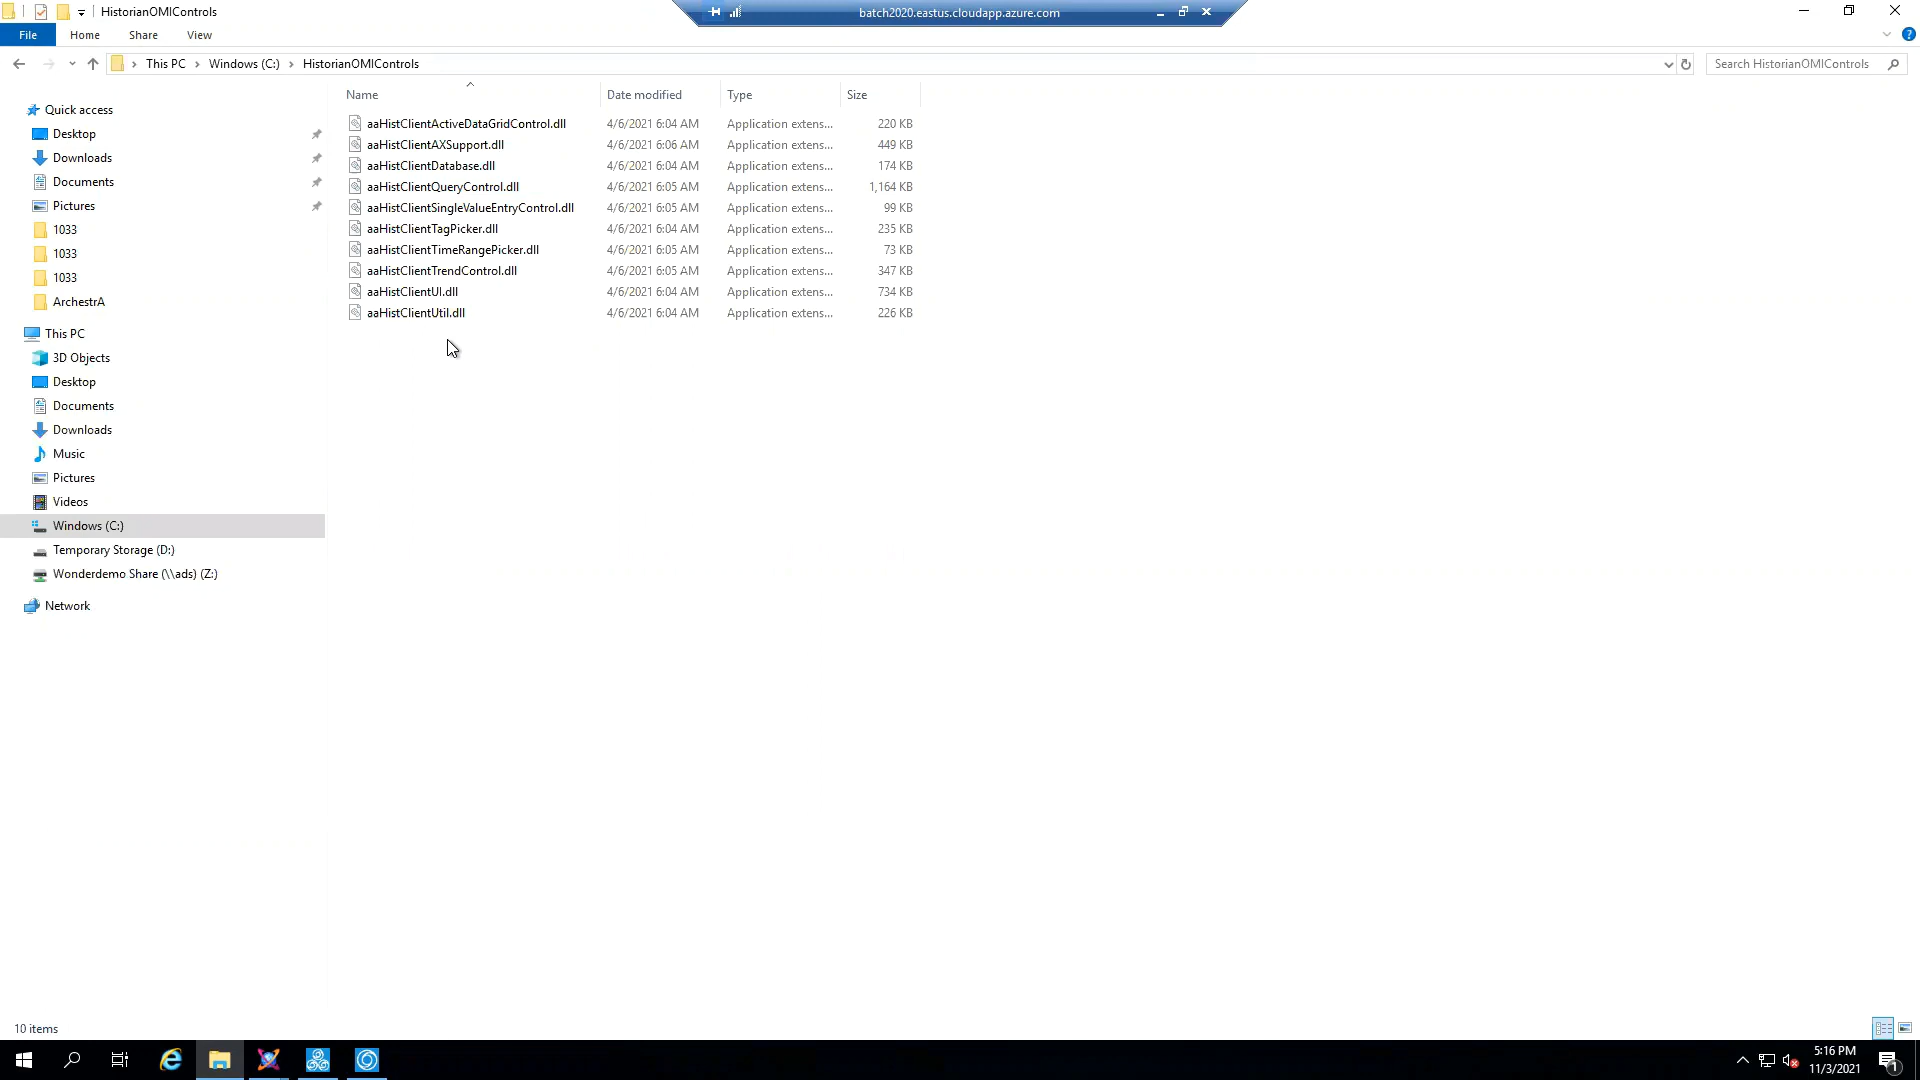 HistorianOMIControls
batch2020.eastus.cloudapp.azure.com
File Home Share View
This PC Windows (C:) HistorianOMIControls
Search HistorianOMIControls
Name Date modified Type Size
Quick access
Desktop
Downloads
Documents
Pictures
1033
1033
1033
ArchestrA
This PC
3D Objects
Desktop
Documents
Downloads
Music
Pictures
Videos
Windows (C:)
Temporary Storage (D:)
Wonderdemo Share (\\ads) (Z:)
Network
aaHistClientActiveDataGridControl.dll 4/6/2021 6:04 AM Application extens... 220 KB
aaHistClientAXSupport.dll 4/6/2021 6:06 AM Application extens... 449 KB
aaHistClientDatabase.dll 4/6/2021 6:04 AM Application extens... 174 KB
aaHistClientQueryControl.dll 4/6/2021 6:05 AM Application extens... 1,164 KB
aaHistClientSingleValueEntryControl.dll 4/6/2021 6:05 AM Application extens... 99 KB
aaHistClientTagPicker.dll 4/6/2021 6:04 AM Application extens... 235 KB
aaHistClientTimeRangePicker.dll 4/6/2021 6:05 AM Application extens... 73 KB
aaHistClientTrendControl.dll 4/6/2021 6:05 AM Application extens... 347 KB
aaHistClientUI.dll 4/6/2021 6:04 AM Application extens... 734 KB
aaHistClientUtil.dll 4/6/2021 6:04 AM Application extens... 226 KB
10 items
5:16 PM
11/3/2021
1